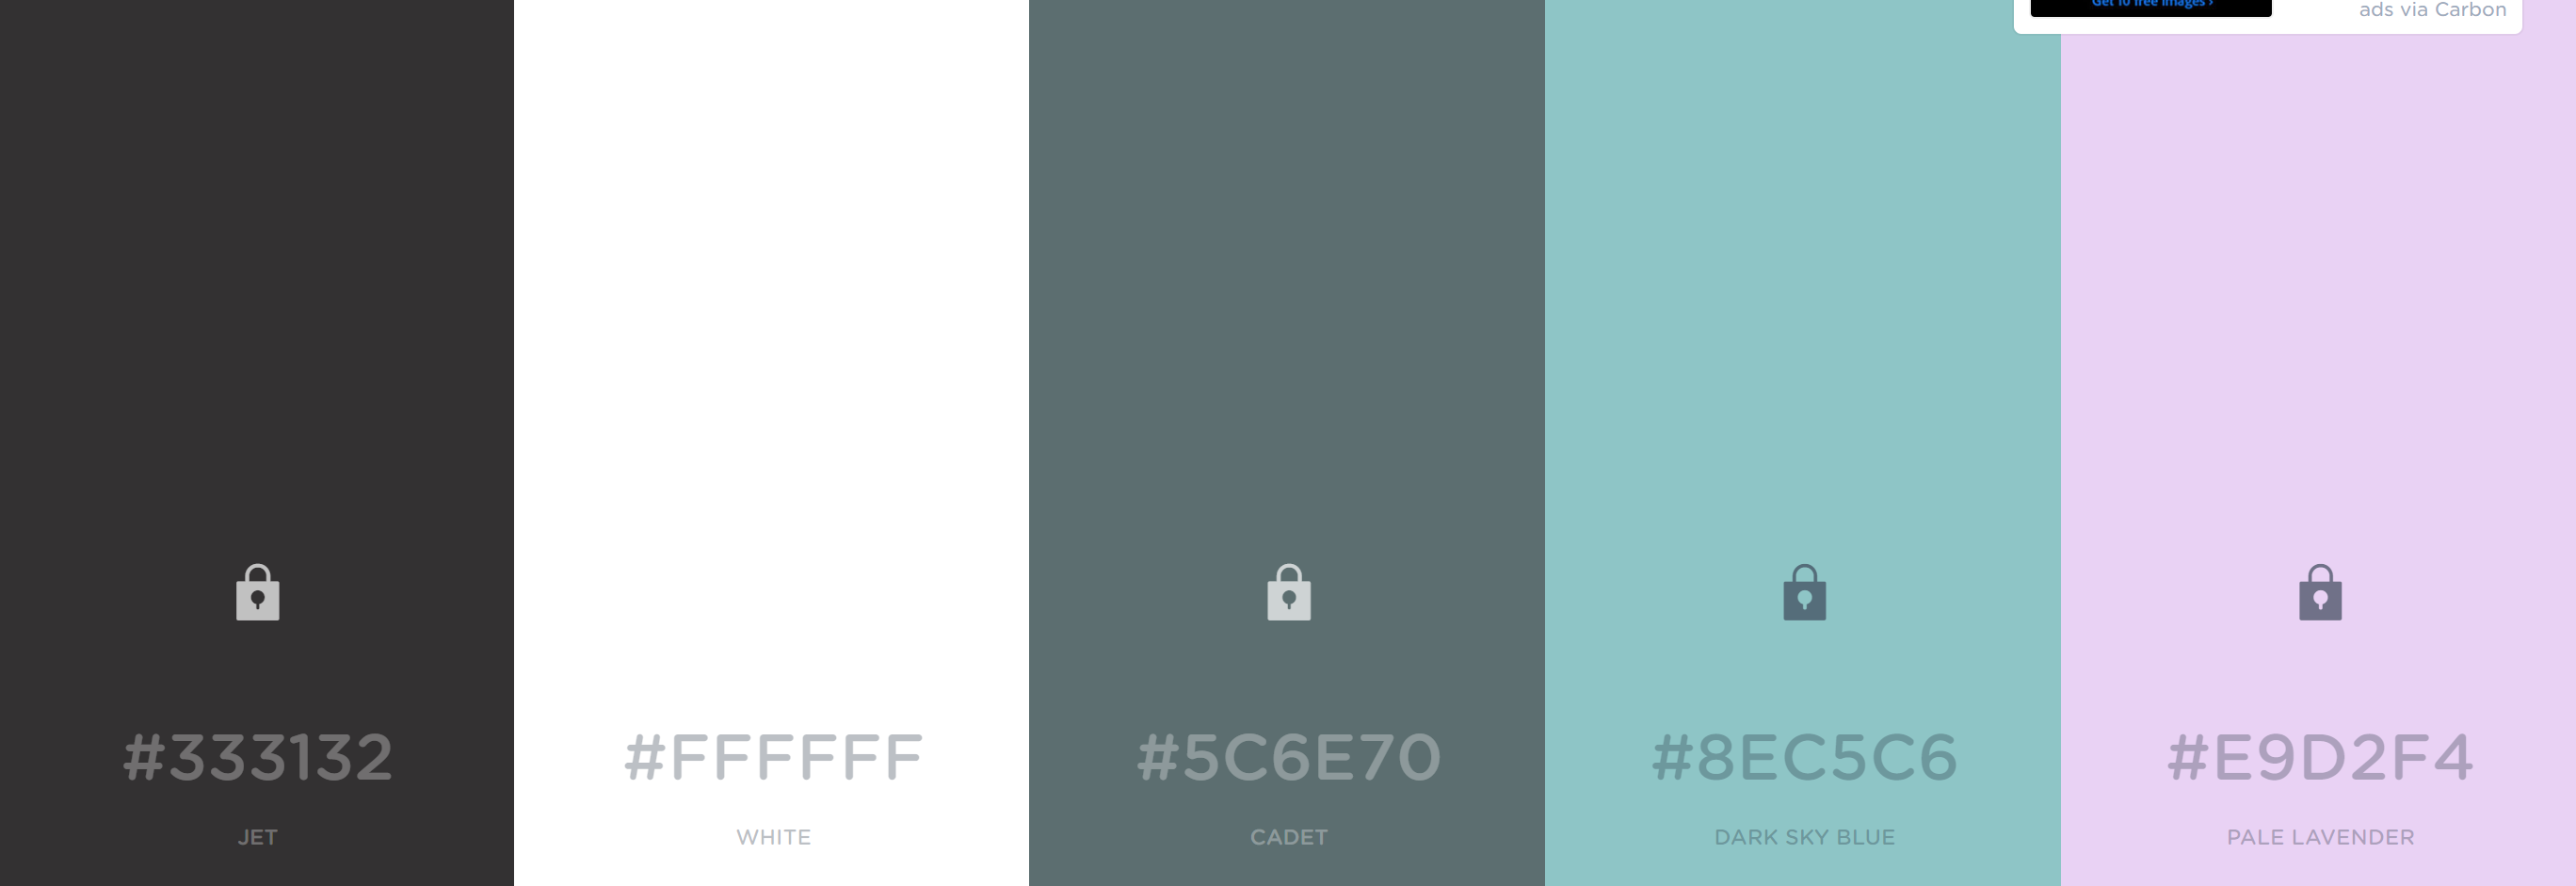 Get 10 free images ›
ads via Carbon
#333132
JET
#FFFFFF
WHITE
#5C6E70
CADET
#8EC5C6
DARK SKY BLUE
#E9D2F4
PALE LAVENDER